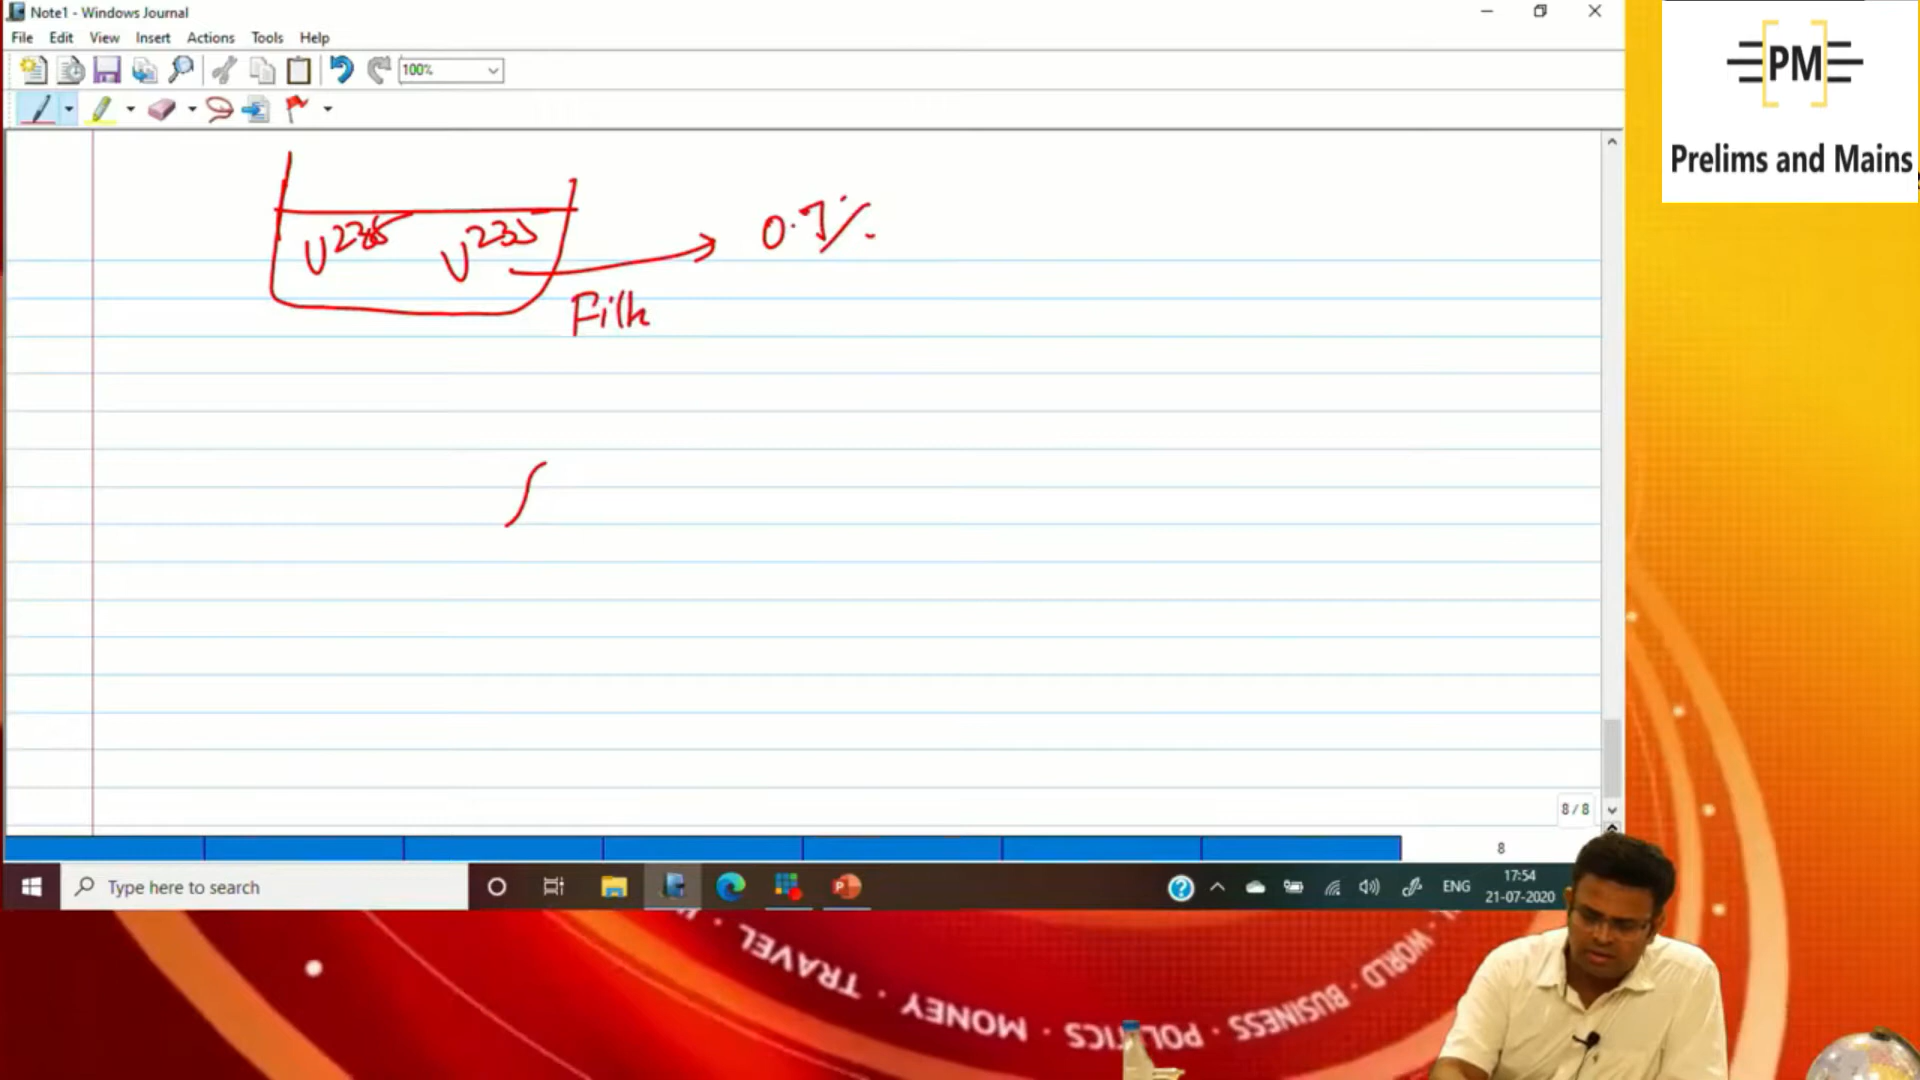 Note1 - Windows Journal
File Edit View Insert Actions Tools Help
100%
PM
Prelims and Mains
U²³⁸ U²³⁵
0.7%
Filt
8 / 8
8
Type here to search
ENG
17:54
21-07-2020
TRAVEL · MONEY · POLITICS · BUSINESS · WORLD